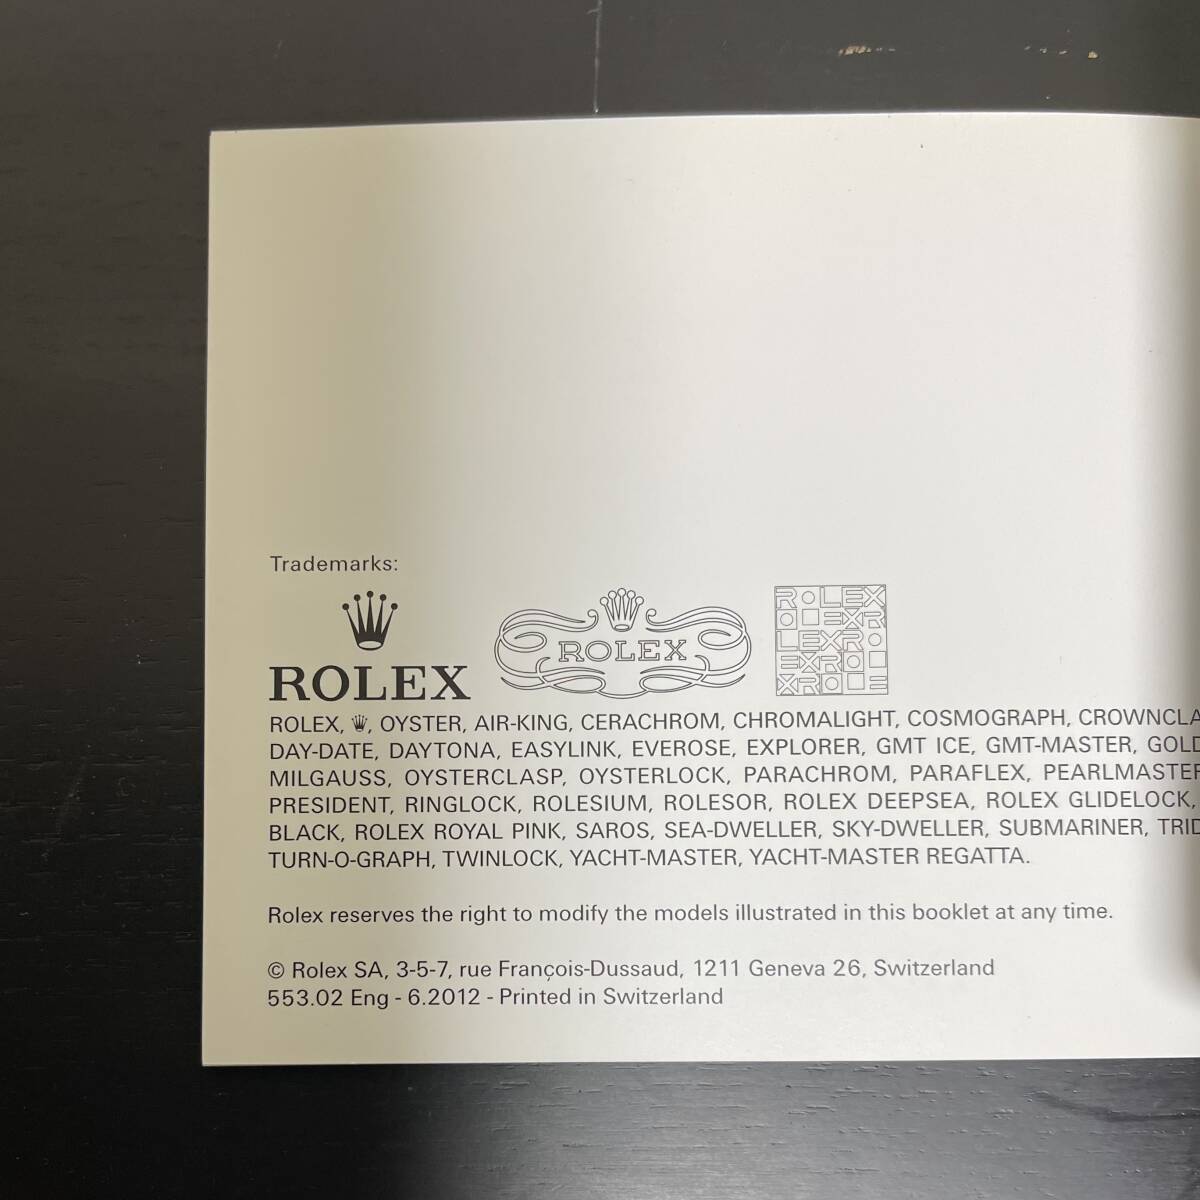 Trademarks:
ROLEX
ROLEX
ROLEX
OLEXR
LEXRO
EXROL
XROLE
ROLEX, OYSTER, AIR-KING, CERACHROM, CHROMALIGHT, COSMOGRAPH, CROWNCLA
DAY-DATE, DAYTONA, EASYLINK, EVEROSE, EXPLORER, GMT ICE, GMT-MASTER, GOLD
MILGAUSS, OYSTERCLASP, OYSTERLOCK, PARACHROM, PARAFLEX, PEARLMASTER
PRESIDENT, RINGLOCK, ROLESIUM, ROLESOR, ROLEX DEEPSEA, ROLEX GLIDELOCK,
BLACK, ROLEX ROYAL PINK, SAROS, SEA-DWELLER, SKY-DWELLER, SUBMARINER, TRID
TURN-O-GRAPH, TWINLOCK, YACHT-MASTER, YACHT-MASTER REGATTA.
Rolex reserves the right to modify the models illustrated in this booklet at any time.
© Rolex SA, 3-5-7, rue François-Dussaud, 1211 Geneva 26, Switzerland
553.02 Eng - 6.2012 - Printed in Switzerland